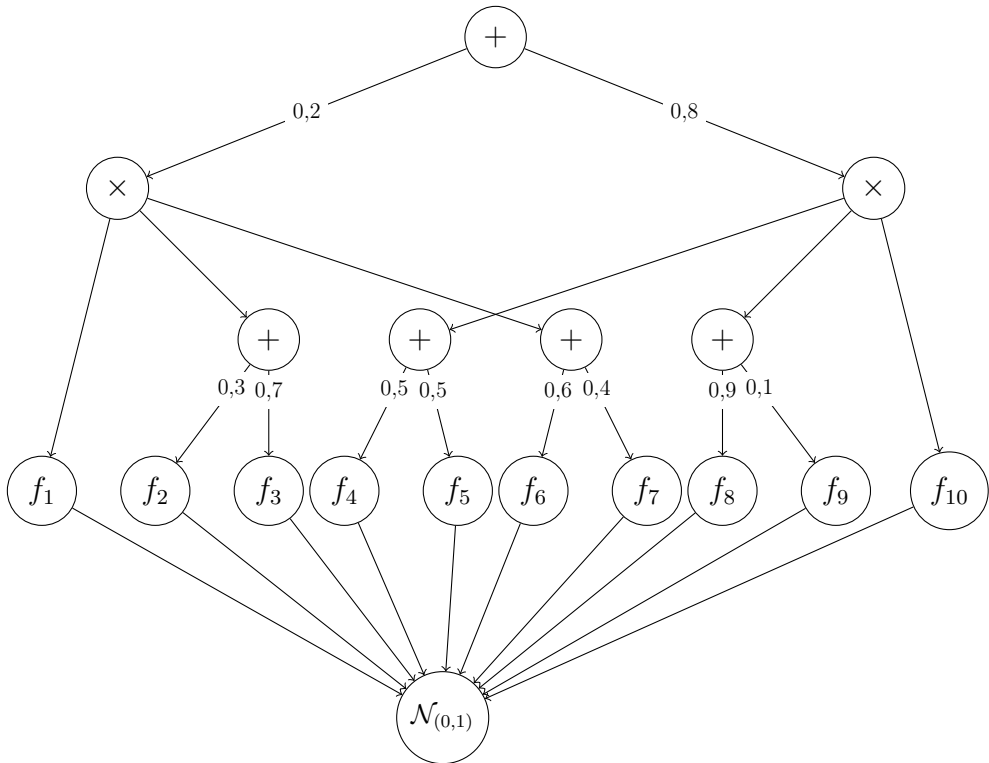 +
0,2 0,8
× ×
+ + + +
0,3 0,7 0,5 0,5 0,6 0,4 0,9 0,1
f₁ f₂ f₃ f₄ f₅ f₆ f₇ f₈ f₉ f₁₀
𝒩₍₀,₁₎